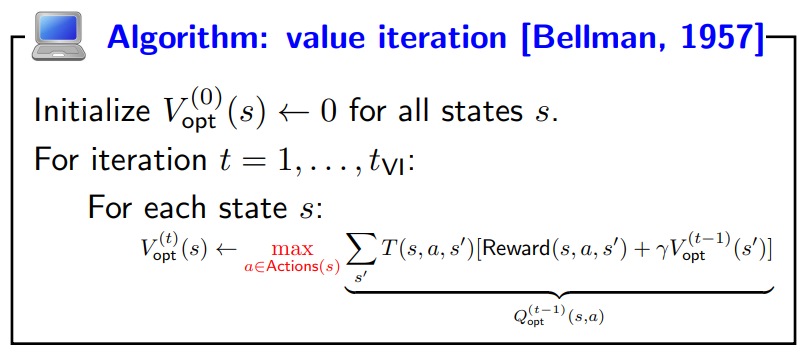 Algorithm: value iteration [Bellman, 1957]
Initialize V_opt^(0)(s) ← 0 for all states s.
For iteration t = 1, . . . , t_VI:
For each state s:
V_opt^(t)(s) ← max_{a∈Actions(s)} ∑_{s′} T(s, a, s′)[Reward(s, a, s′) + γV_opt^(t−1)(s′)]
Q_opt^(t−1)(s,a)